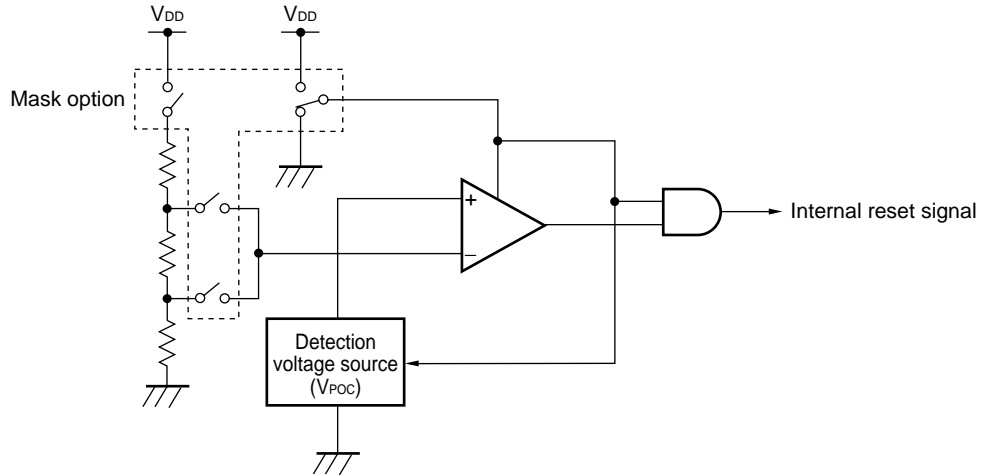 VDD
VDD
Mask option
+
−
Internal reset signal
Detection
voltage source
(VPOC)